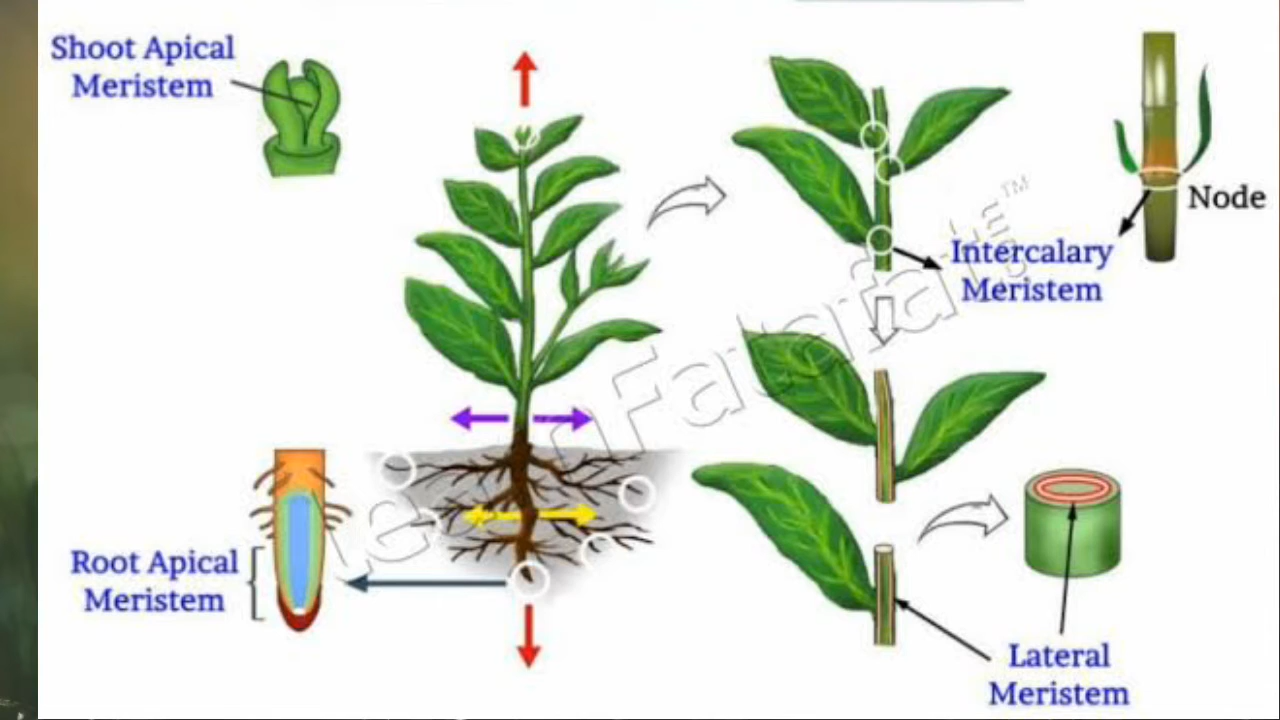 Shoot Apical
Meristem
Node
Intercalary
Meristem
Root Apical
Meristem
Lateral
Meristem